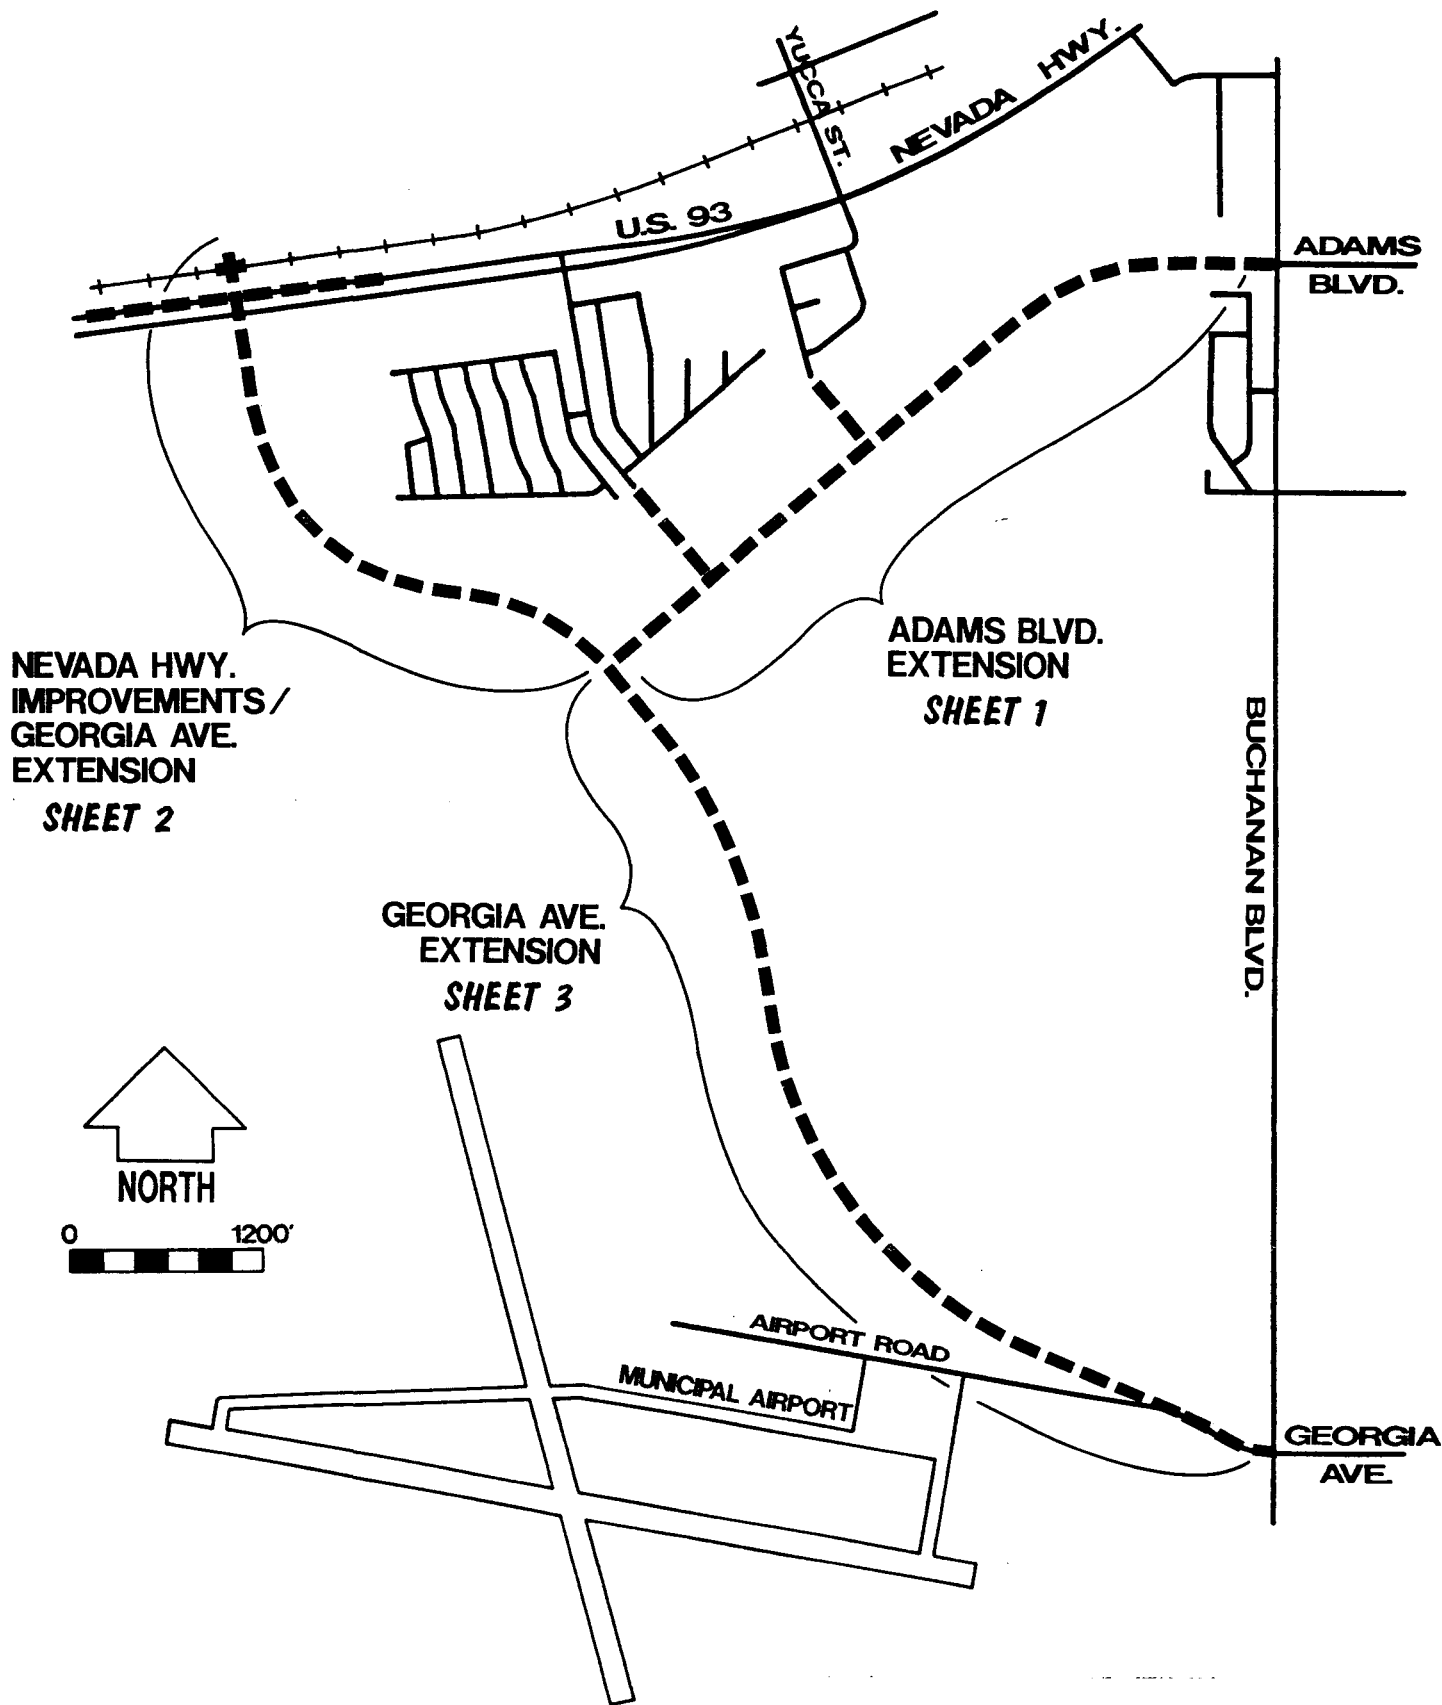 YUCCA ST.
NEVADA HWY.
U.S. 93
ADAMS
BLVD.
NEVADA HWY.
IMPROVEMENTS/
GEORGIA AVE.
EXTENSION
SHEET 2
ADAMS BLVD.
EXTENSION
SHEET 1
BUCHANAN BLVD.
GEORGIA AVE.
EXTENSION
SHEET 3
NORTH
0 1200'
AIRPORT ROAD
MUNICIPAL AIRPORT
GEORGIA
AVE.